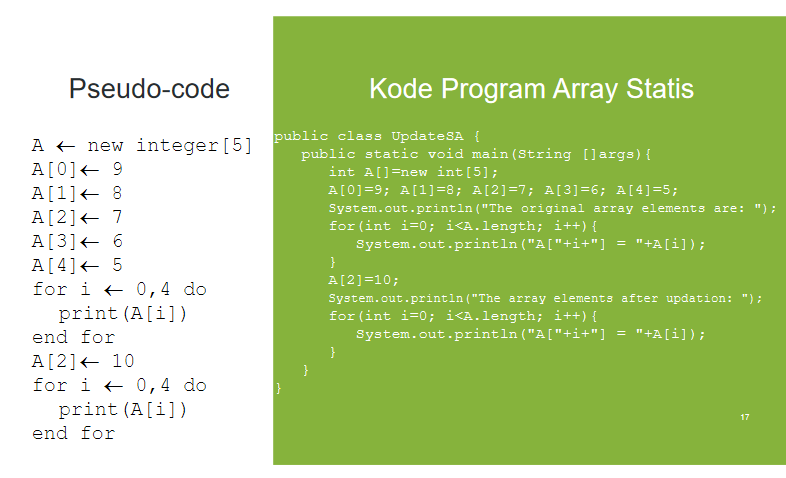 Pseudo-code
A ← new integer[5]
A[0]← 9
A[1]← 8
A[2]← 7
A[3]← 6
A[4]← 5
for i ← 0,4 do
print(A[i])
end for
A[2]← 10
for i ← 0,4 do
print(A[i])
end for
Kode Program Array Statis
public class UpdateSA {
public static void main(String []args){
int A[]=new int[5];
A[0]=9; A[1]=8; A[2]=7; A[3]=6; A[4]=5;
System.out.println("The original array elements are: ");
for(int i=0; i<A.length; i++){
System.out.println("A["+i+"] = "+A[i]);
}
A[2]=10;
System.out.println("The array elements after updation: ");
for(int i=0; i<A.length; i++){
System.out.println("A["+i+"] = "+A[i]);
}
}
}
17